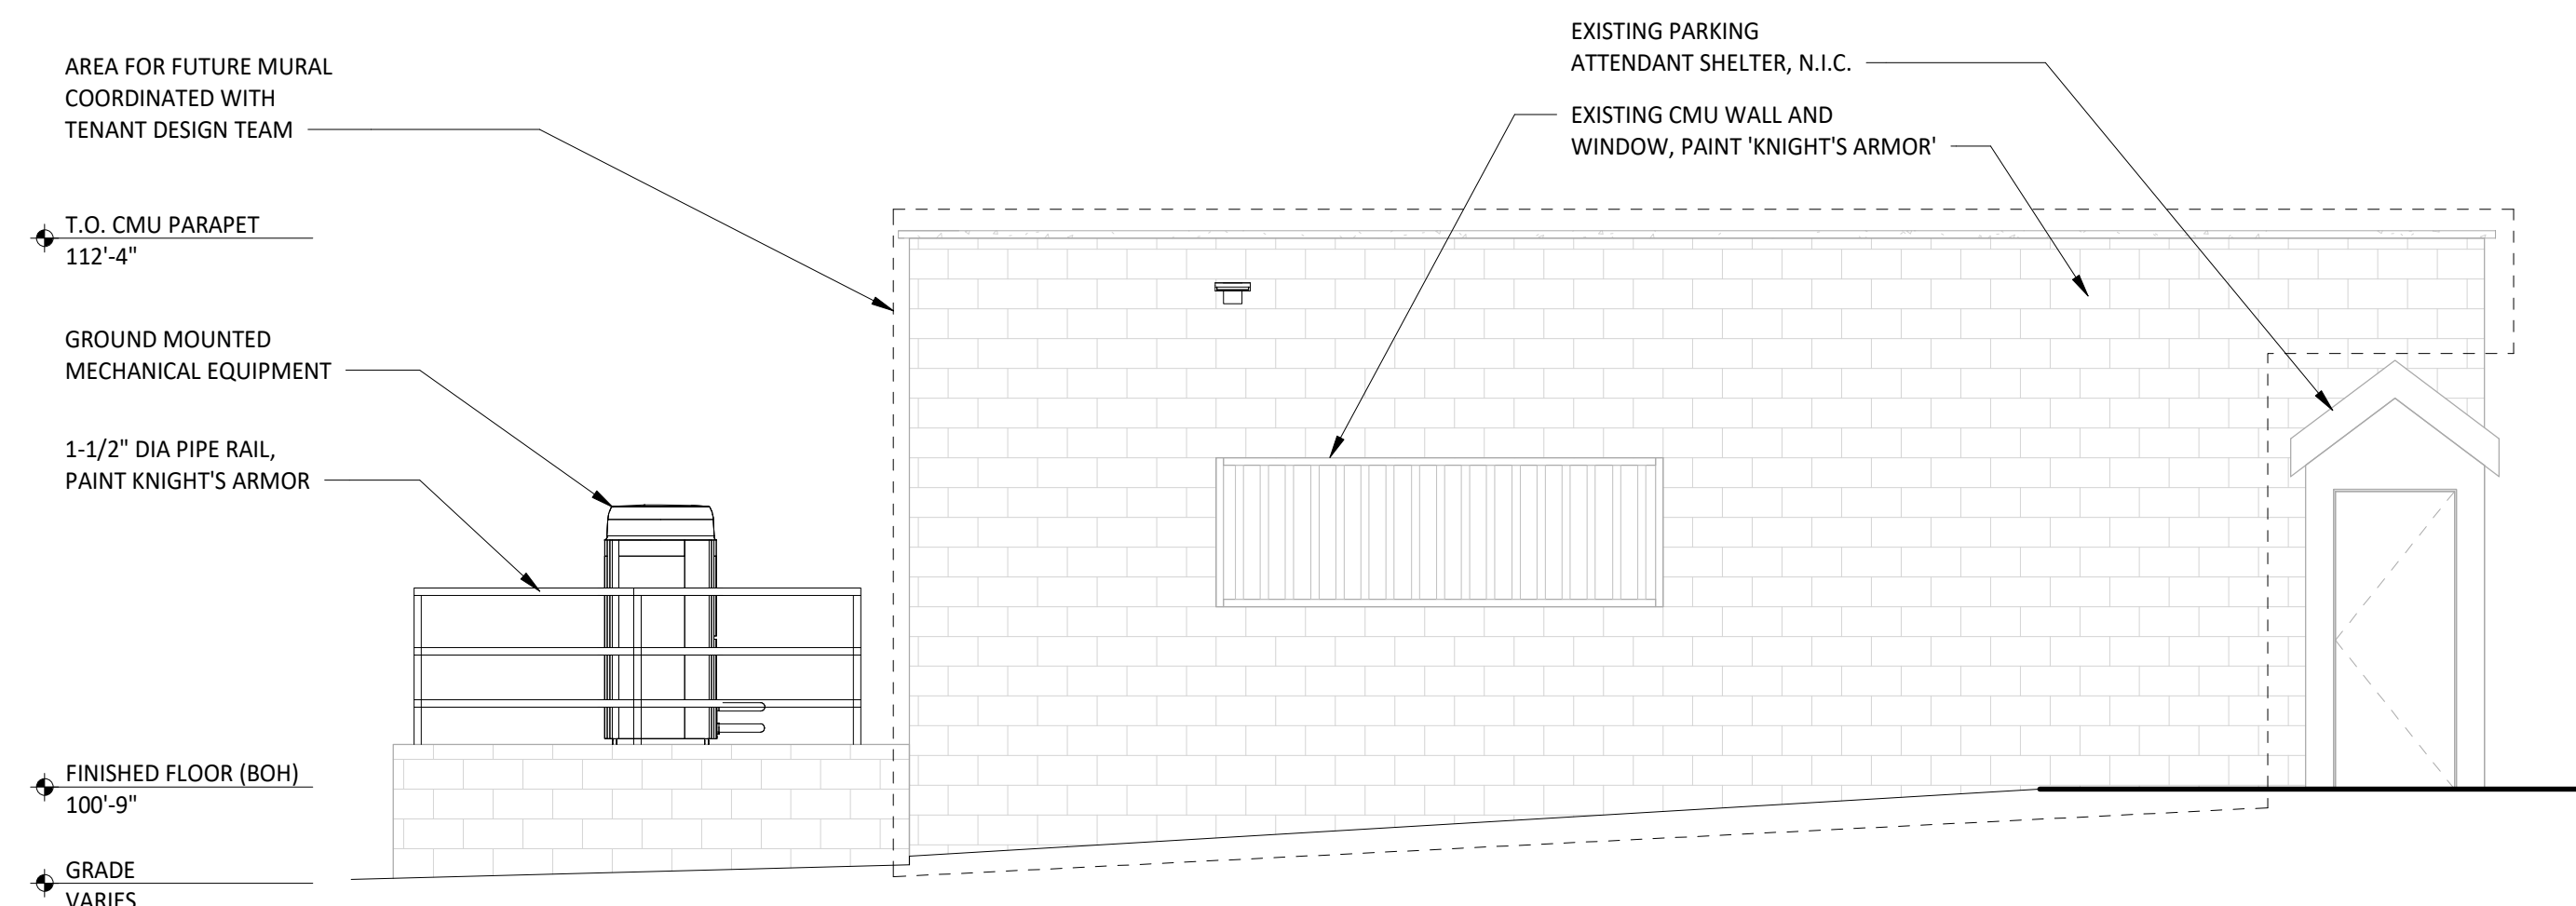 AREA FOR FUTURE MURAL
COORDINATED WITH
TENANT DESIGN TEAM
EXISTING PARKING
ATTENDANT SHELTER, N.I.C.
EXISTING CMU WALL AND
WINDOW, PAINT 'KNIGHT'S ARMOR'
T.O. CMU PARAPET
112'-4"
GROUND MOUNTED
MECHANICAL EQUIPMENT
1-1/2" DIA PIPE RAIL,
PAINT KNIGHT'S ARMOR
FINISHED FLOOR (BOH)
100'-9"
GRADE
VARIES